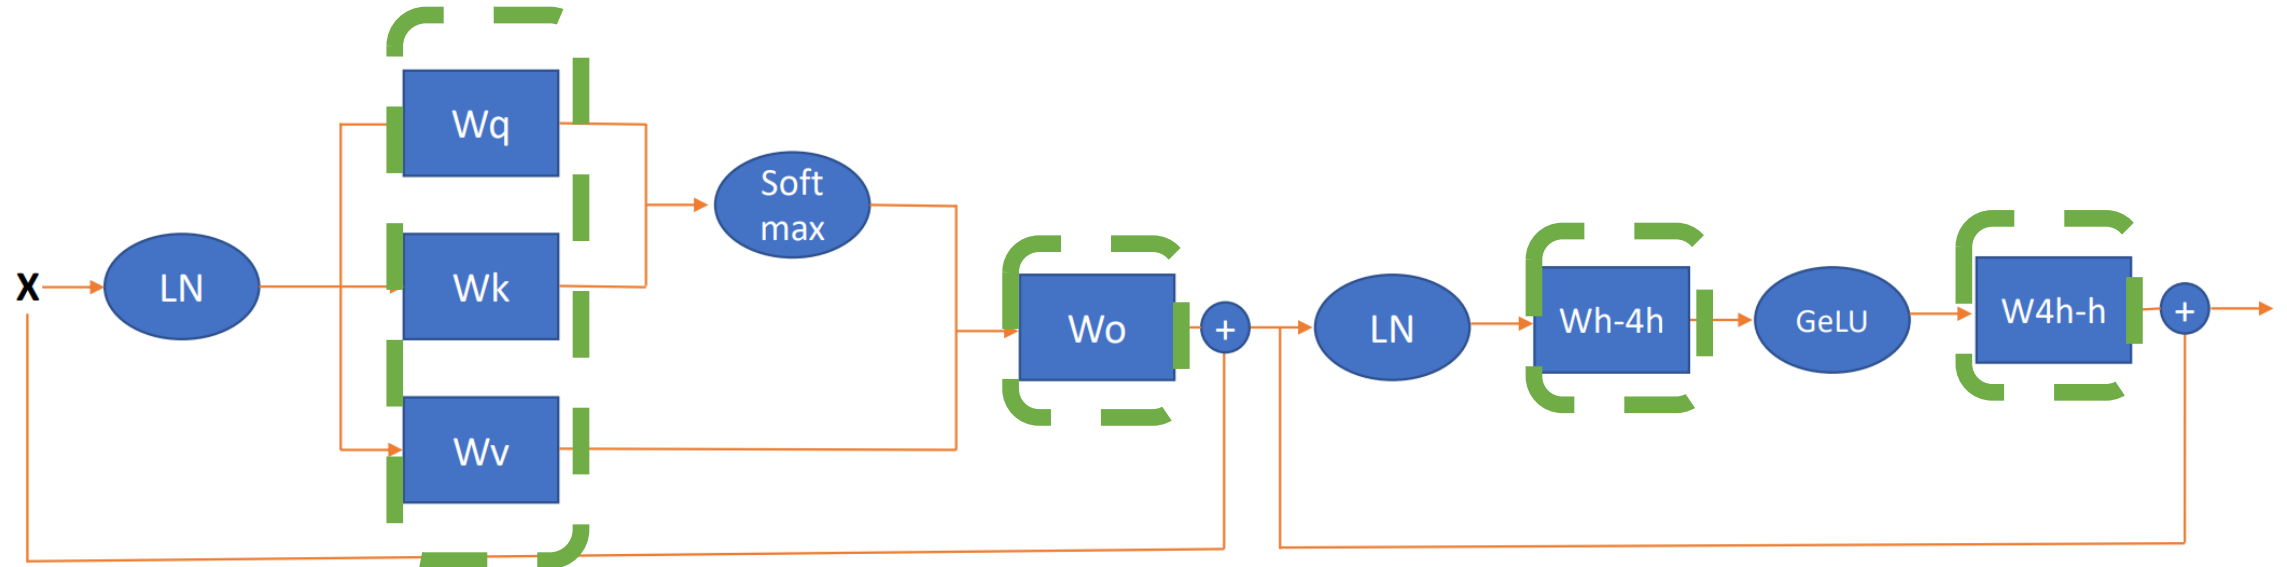 X
LN
Wq
Wk
Wv
Soft
max
Wo
+
LN
Wh-4h
GeLU
W4h-h
+